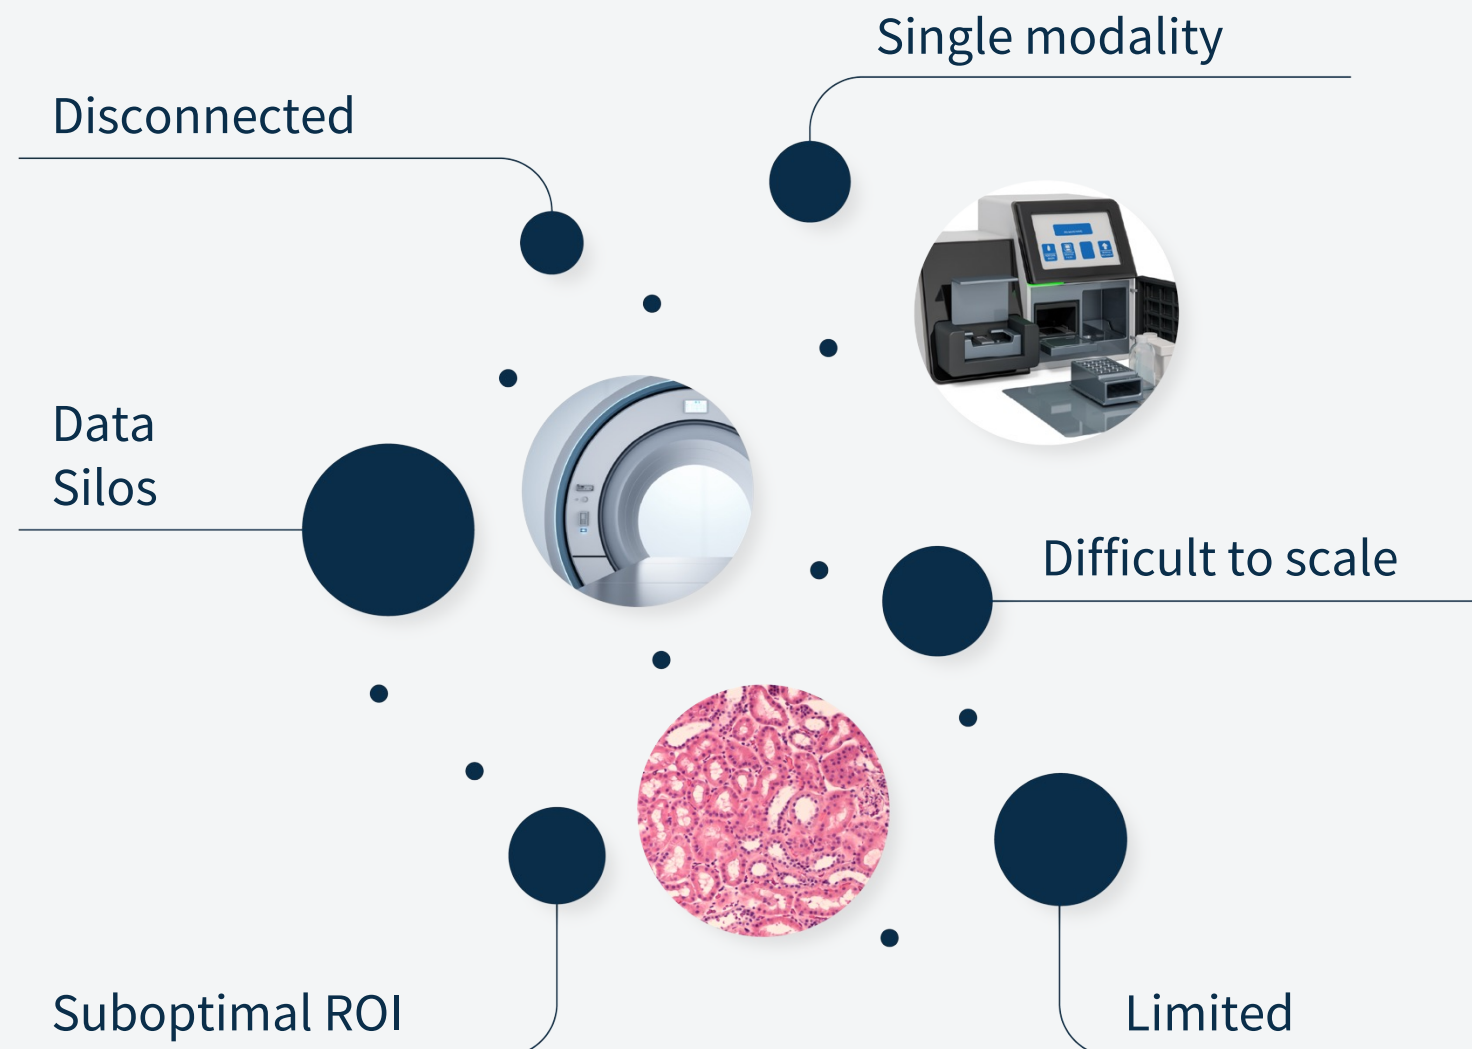 Single modality
Disconnected
Data
Silos
Difficult to scale
Suboptimal ROI
Limited